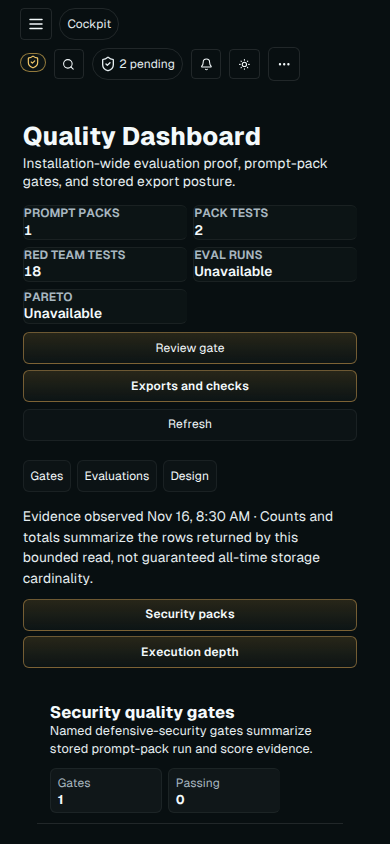 Cockpit
2 pending
Quality Dashboard
Installation-wide evaluation proof, prompt-pack
gates, and stored export posture.
PROMPT PACKS
1
PACK TESTS
2
RED TEAM TESTS
18
EVAL RUNS
Unavailable
PARETO
Unavailable
Review gate
Exports and checks
Refresh
Gates
Evaluations
Design
Evidence observed Nov 16, 8:30 AM · Counts and
totals summarize the rows returned by this
bounded read, not guaranteed all-time storage
cardinality.
Security packs
Execution depth
Security quality gates
Named defensive-security gates summarize
stored prompt-pack run and score evidence.
Gates
1
Passing
0